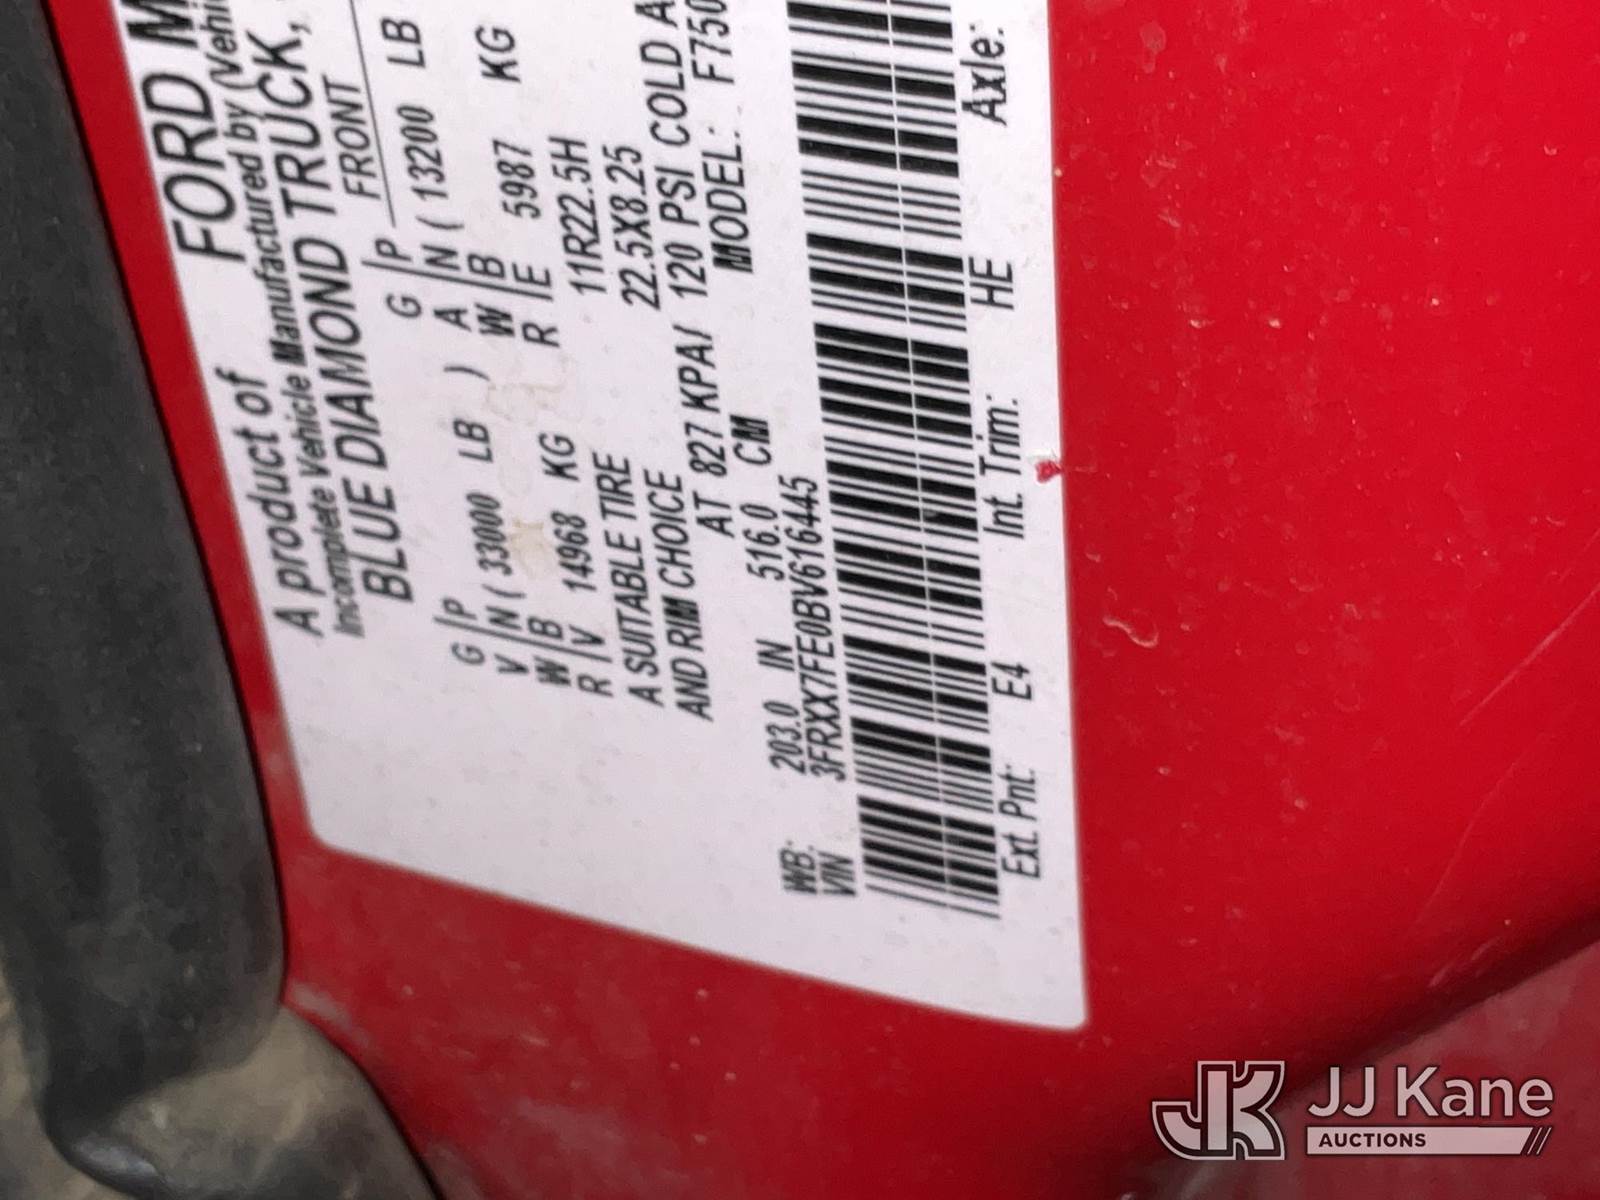 A product of FORD
Incomplete Vehicle Manufactured by (Vehi
BLUE DIAMOND TRUCK,
FRONT
G P G P
V N ( 33000 LB ) A N ( 13200 LB
W B 14968 KG W B 5987 KG
R V R E
A SUITABLE TIRE 11R22.5H
AND RIM CHOICE 22.5X8.25
AT 827 KPA/ 120 PSI COLD
WB: 203.0 IN 516.0 CM MODEL: F750
VIN 3FRXX7FE0BV616445
Ext. Pnt: E4 Int. Trim: HE Axle:
JJ Kane
AUCTIONS